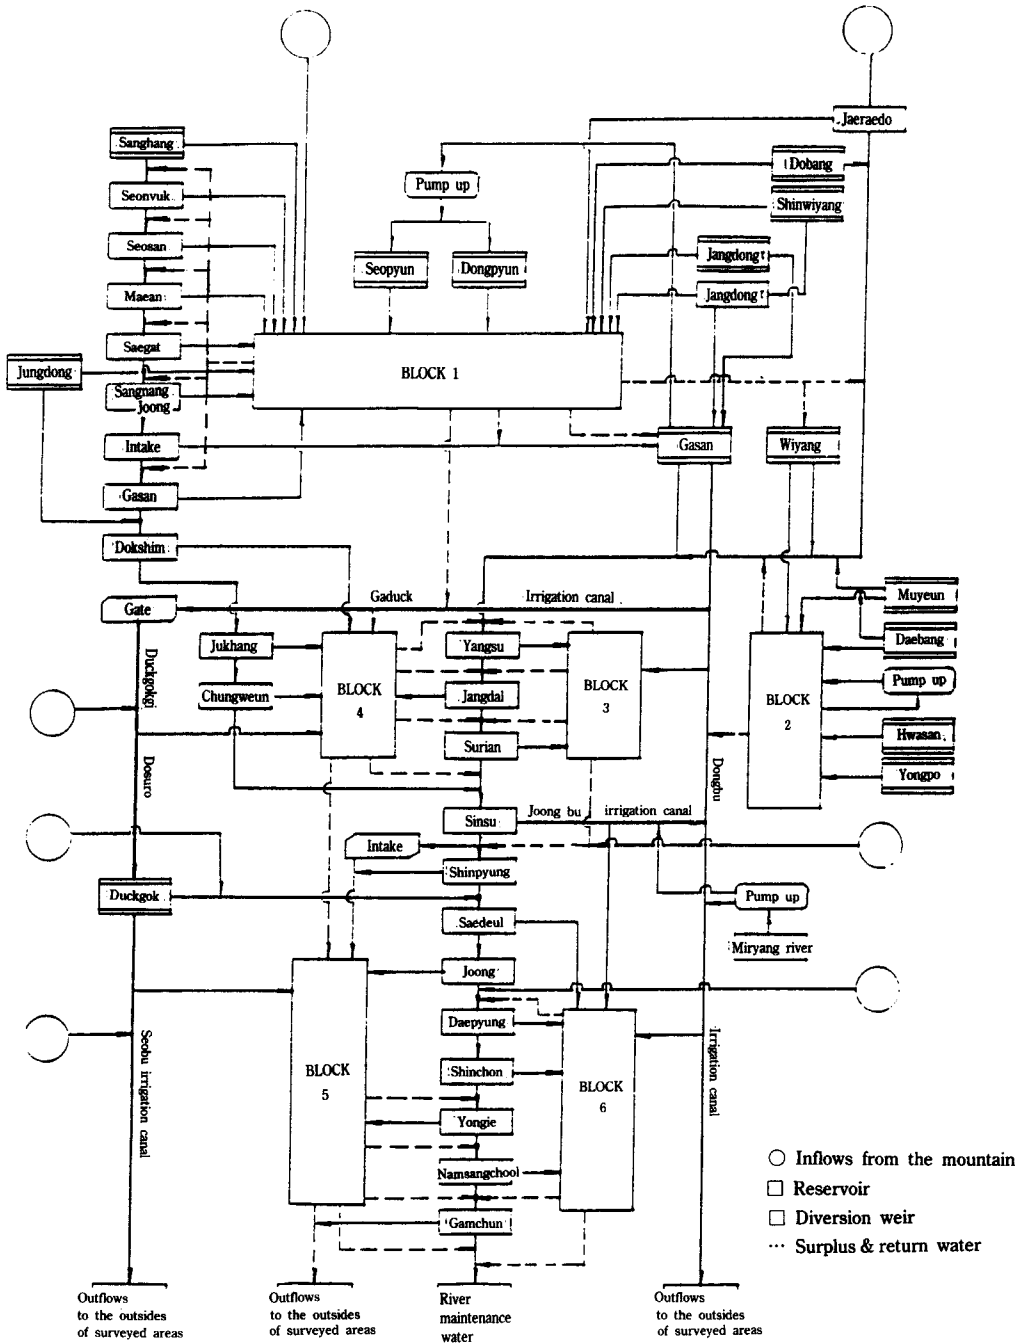 Jaeraedo
Sanghang
Dobang
Pump up
Seonvuk
Shinwiyang
Seosan
Jangdong
Seopyun
Dongpyun
Maean
Jangdong
Saegat
Jungdong
BLOCK 1
Sangnang
Joong
Intake
Gasan
Wiyang
Gasan
Dokshim
Gaduck
Irrigation canal
Muyeun
Gate
Daebang
Jukhang
Yangsu
Duckgokgi
BLOCK
4
BLOCK
3
Pump up
Chungweun
Jangdai
BLOCK
2
Hwasan
Surian
Dosuro
Dongbu
Yongpo
Joong bu irrigation canal
Sinsu
Intake
Shinpyung
Duckgok
Pump up
Saedeul
Miryang river
Joong
Daepyung
Seobu irrigation canal
Irrigation canal
BLOCK
5
Shinchon
BLOCK
6
Yongie
Namsangchool
Gamchun
Inflows from the mountain
Reservoir
Diversion weir
··· Surplus & return water
Outflows
to the outsides
of surveyed areas
Outflows
to the outsides
of surveyed areas
River
maintenance
water
Outflows
to the outsides
of surveyed areas